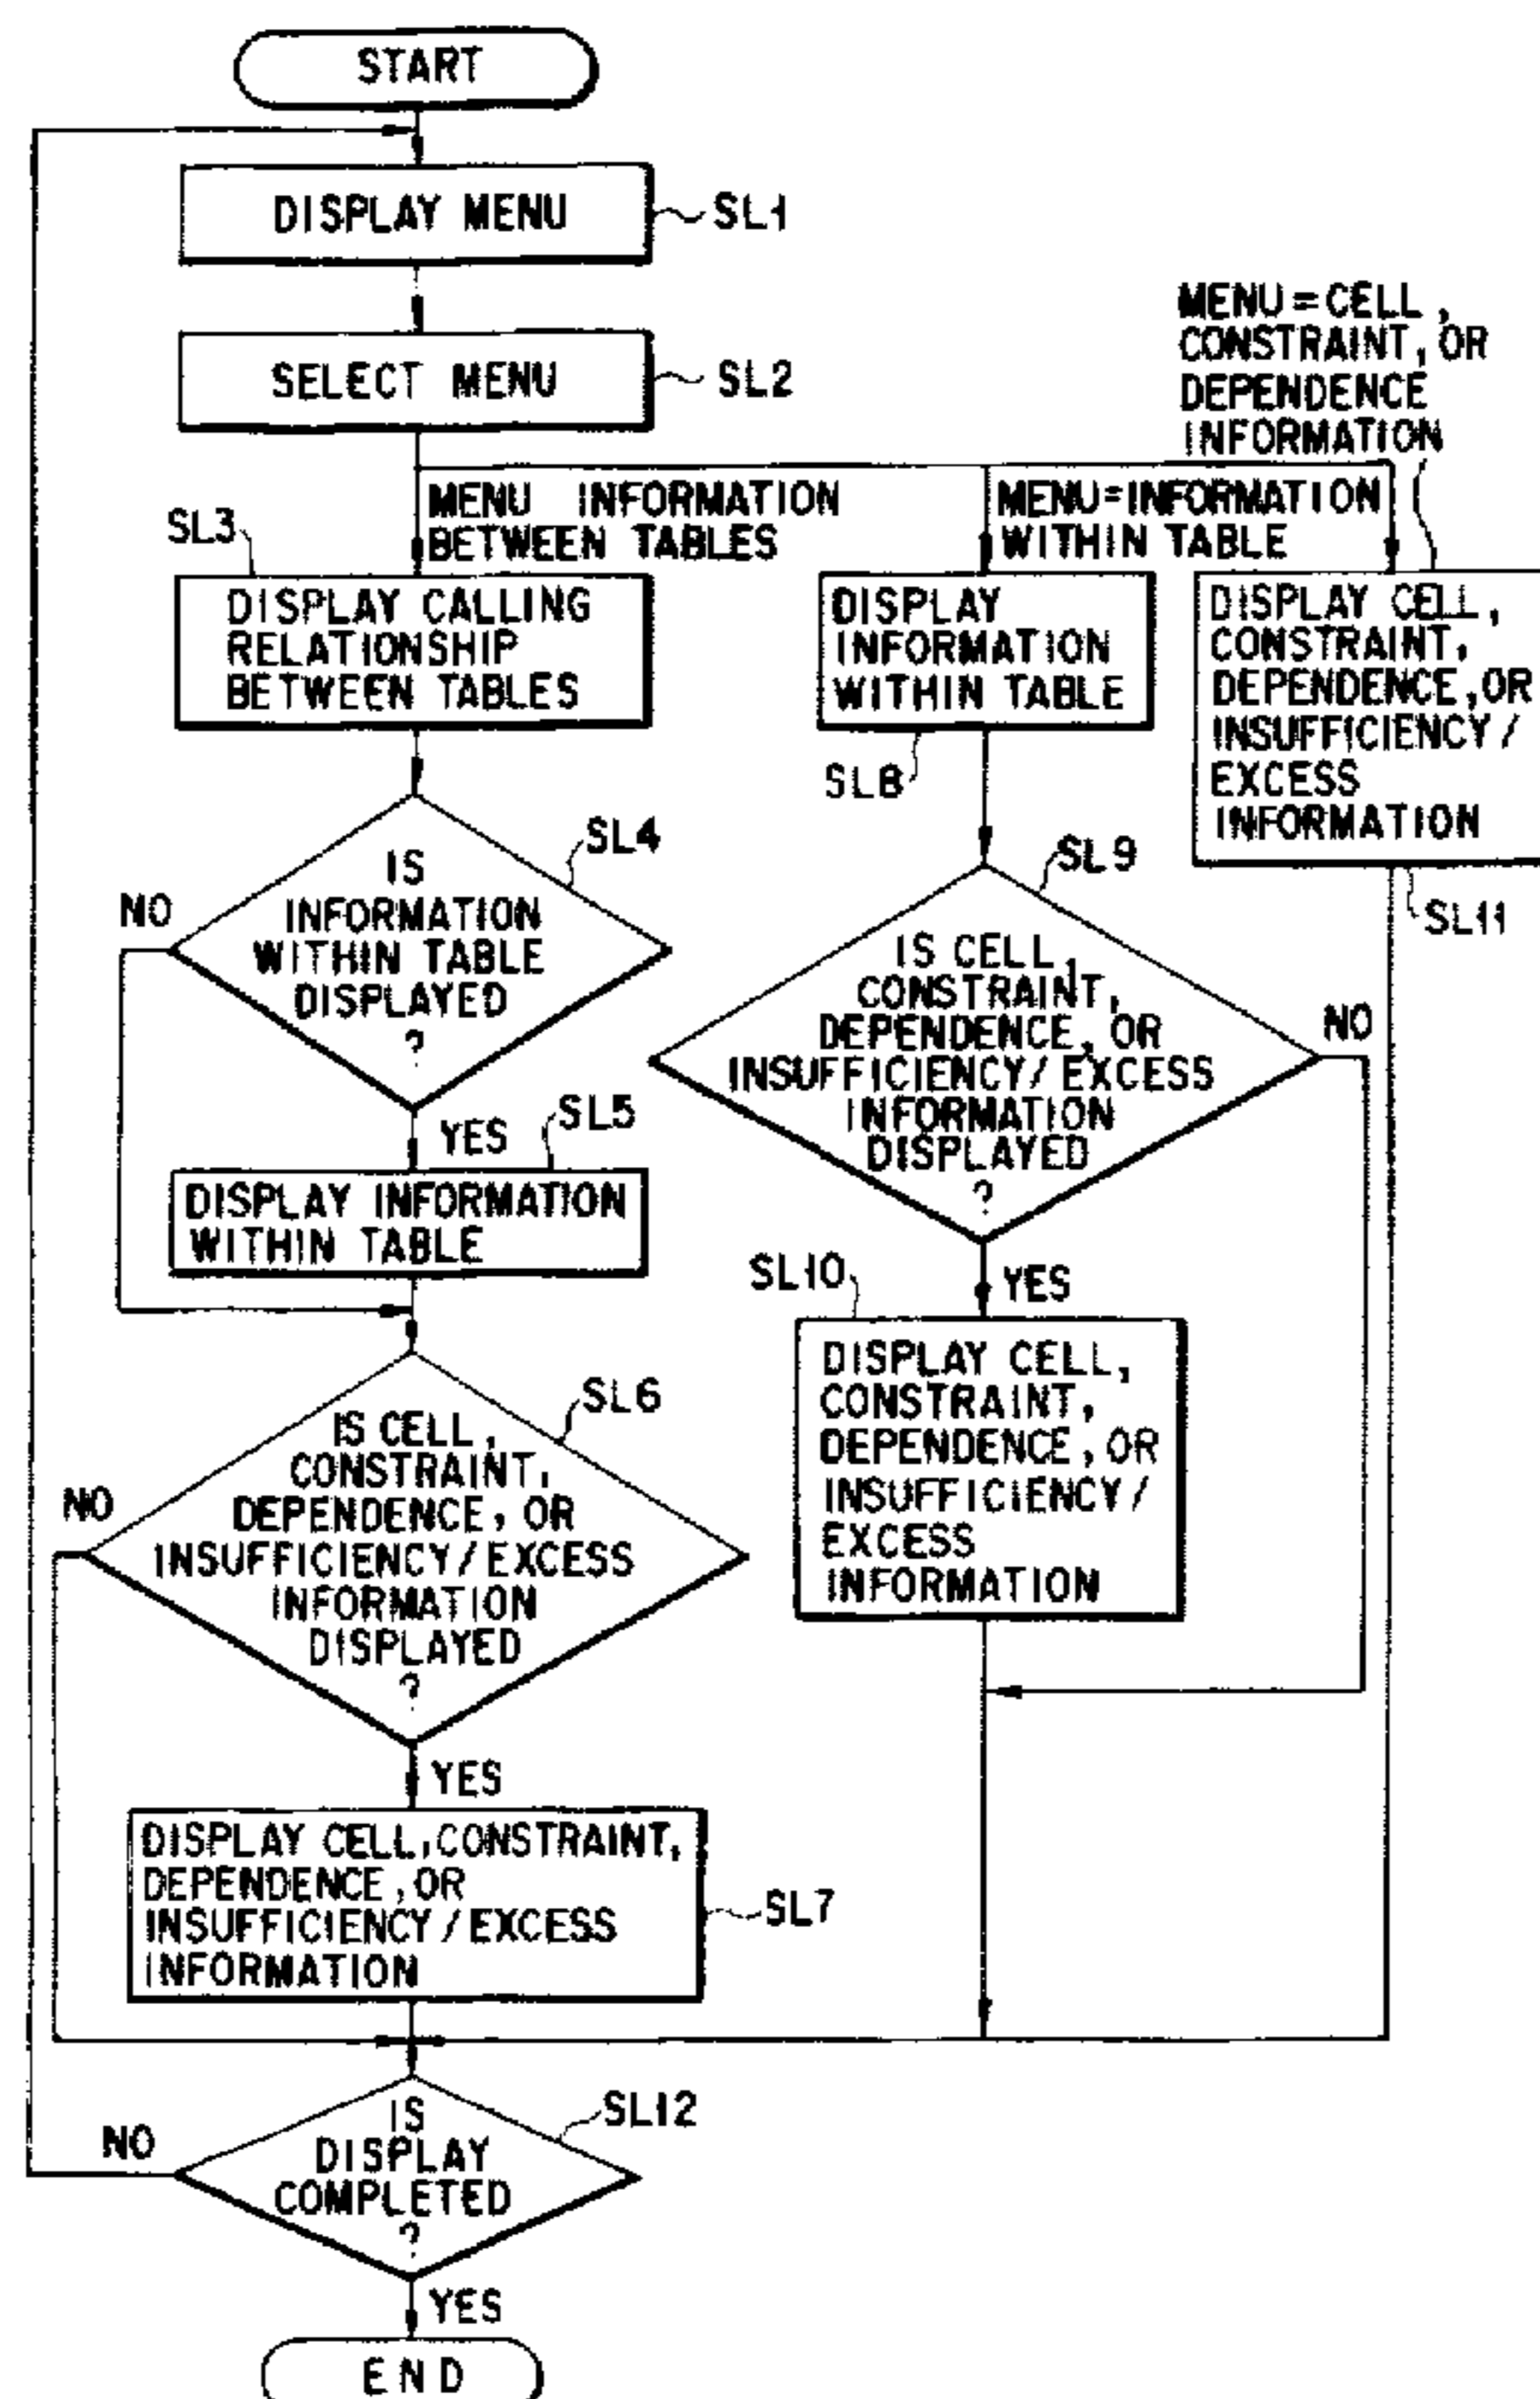 START
DISPLAY MENU
SL1
SELECT MENU
SL2
MENU = CELL,
CONSTRAINT, OR
DEPENDENCE
INFORMATION
MENU INFORMATION
BETWEEN TABLES
MENU=INFORMATION
WITHIN TABLE
SL3
DISPLAY CALLING
RELATIONSHIP
BETWEEN TABLES
DISPLAY
INFORMATION
WITHIN TABLE
SL8
DISPLAY CELL,
CONSTRAINT,
DEPENDENCE, OR
INSUFFICIENCY/
EXCESS
INFORMATION
SL11
SL4
IS
INFORMATION
WITHIN TABLE
DISPLAYED
?
NO
YES
SL5
DISPLAY INFORMATION
WITHIN TABLE
SL9
IS CELL,
CONSTRAINT,
DEPENDENCE, OR
INSUFFICIENCY/EXCESS
INFORMATION
DISPLAYED
?
NO
YES
SL10
DISPLAY CELL,
CONSTRAINT,
DEPENDENCE, OR
INSUFFICIENCY/
EXCESS
INFORMATION
SL6
IS CELL,
CONSTRAINT,
DEPENDENCE, OR
INSUFFICIENCY/EXCESS
INFORMATION
DISPLAYED
?
NO
YES
DISPLAY CELL, CONSTRAINT,
DEPENDENCE, OR
INSUFFICIENCY/EXCESS
INFORMATION
SL7
SL12
IS
DISPLAY
COMPLETED
?
NO
YES
END